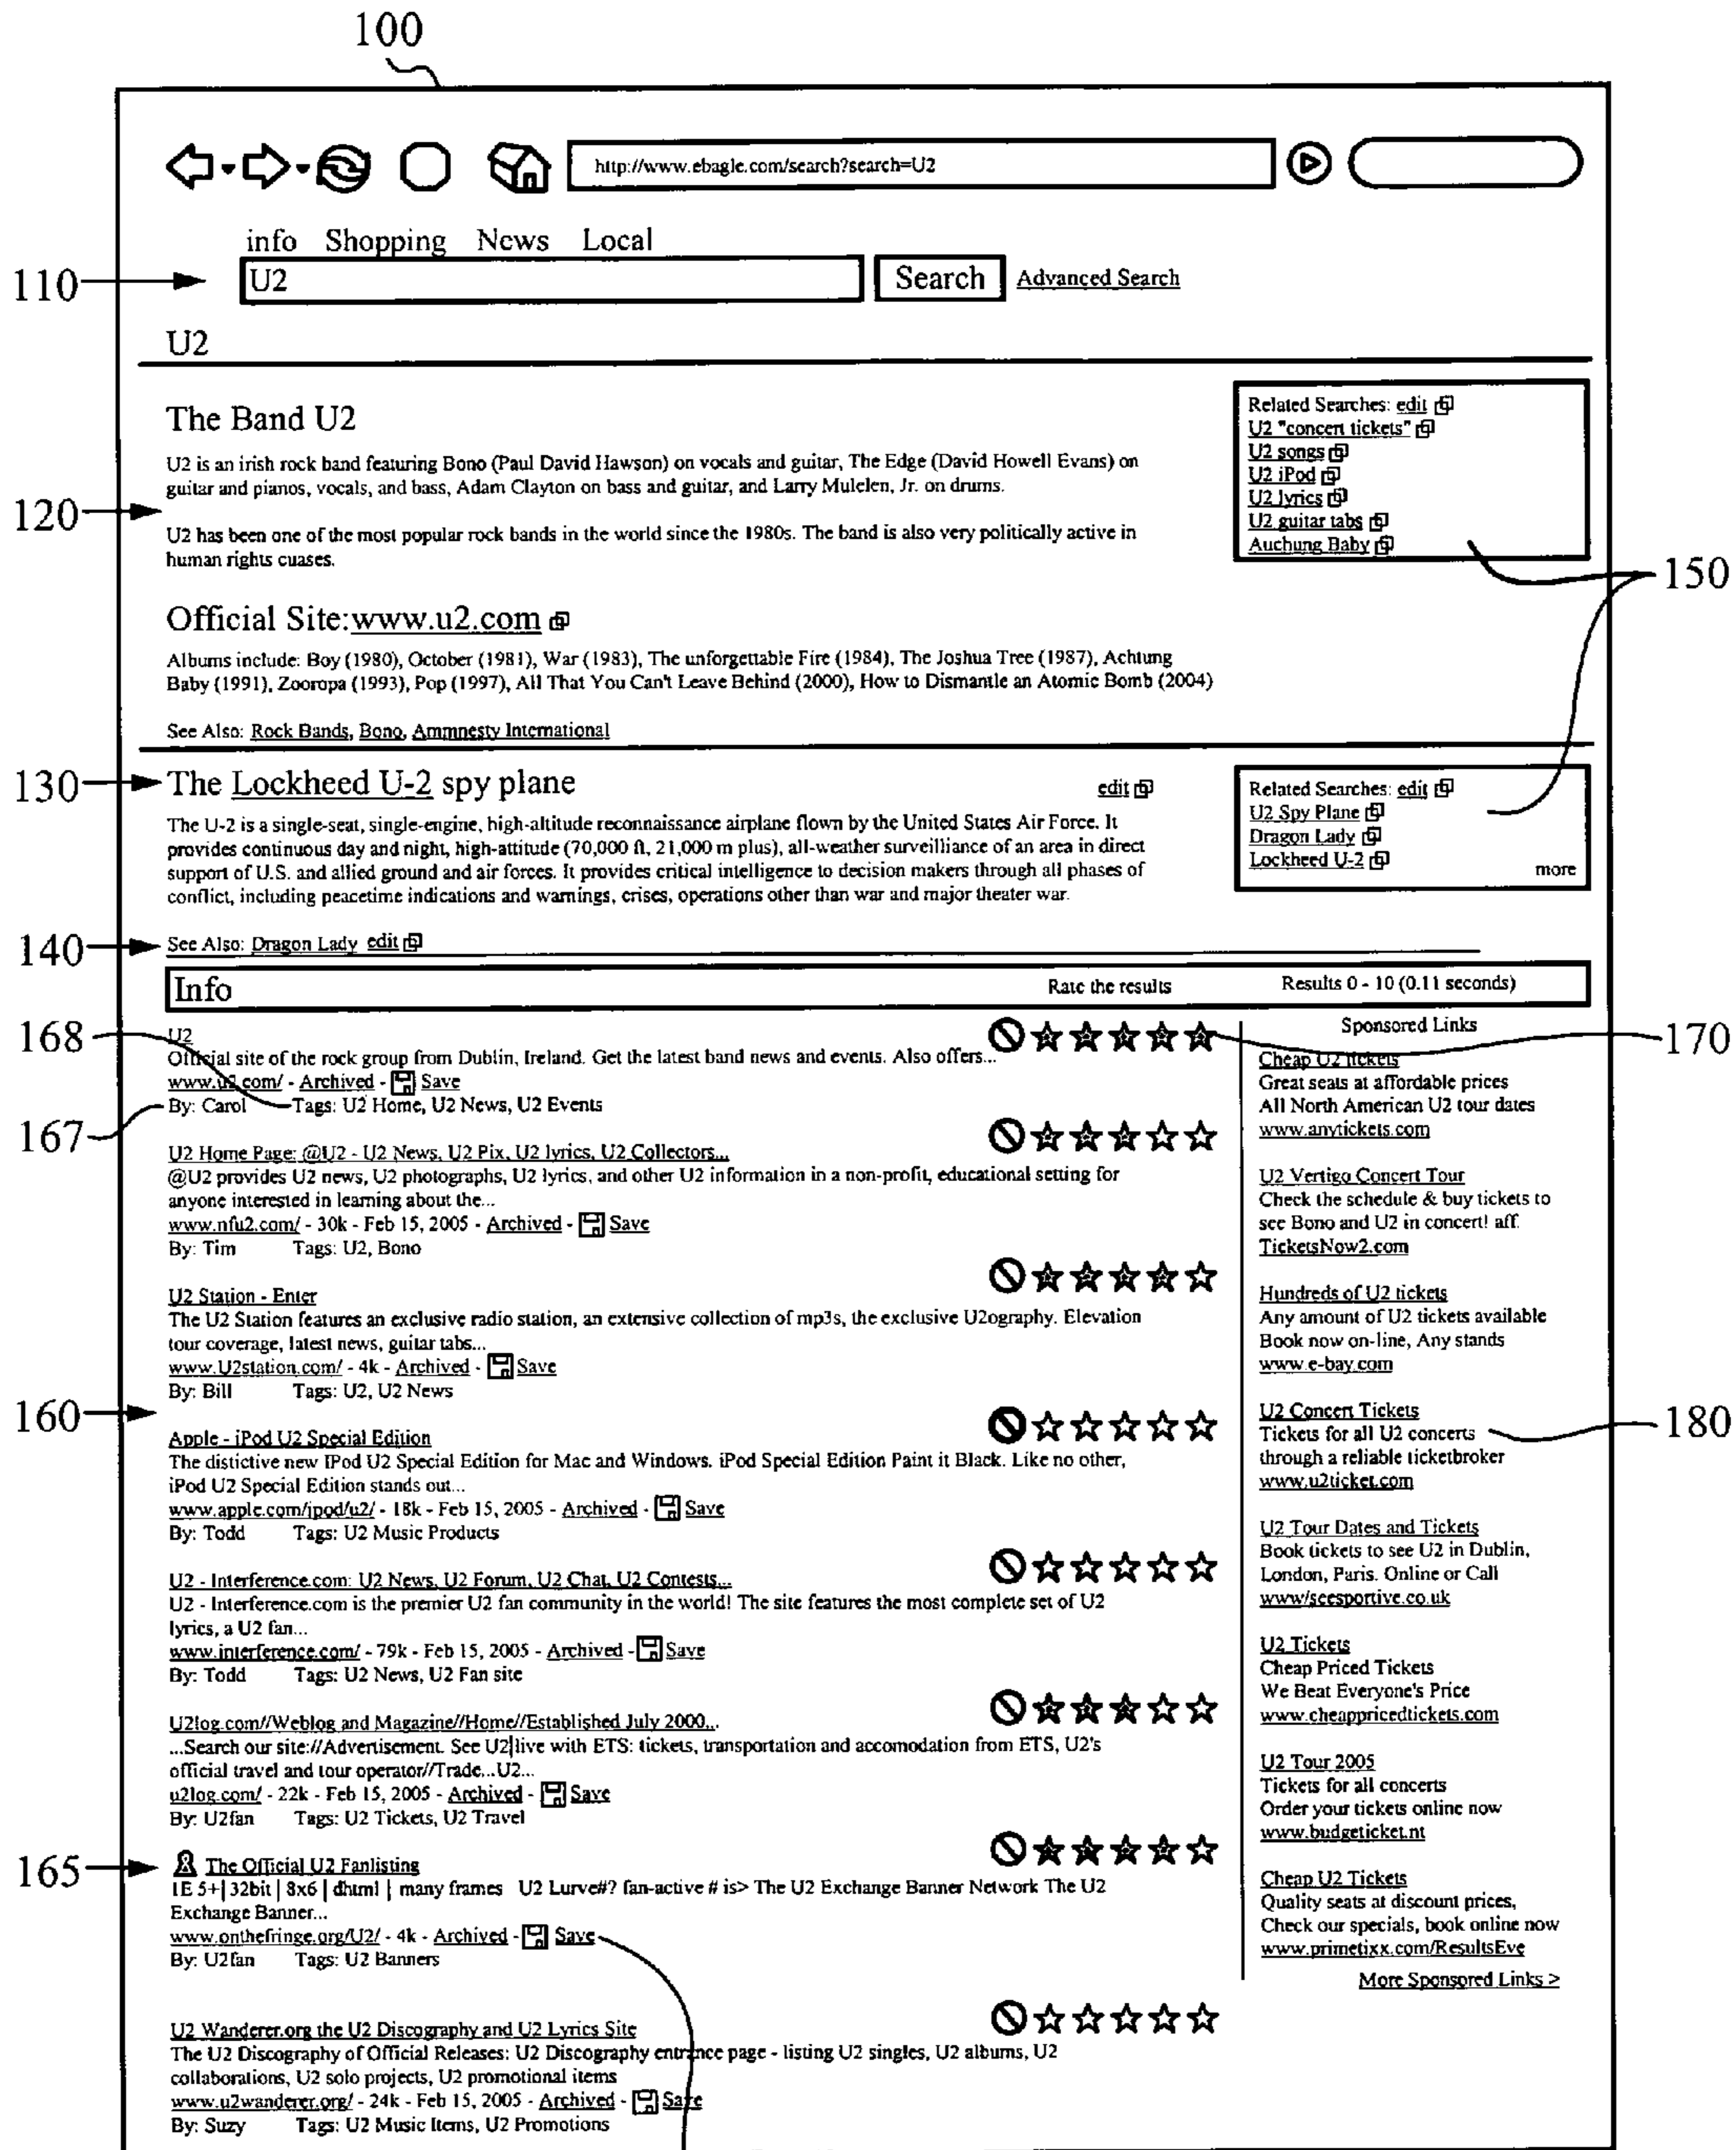 100
http://www.ebagle.com/search?search=U2
info Shopping News Local
110
U2
Search
Advanced Search
U2
The Band U2
U2 is an irish rock band featuring Bono (Paul David Hawson) on vocals and guitar, The Edge (David Howell Evans) on
guitar and pianos, vocals, and bass, Adam Clayton on bass and guitar, and Larry Mulelen, Jr. on drums.
120
U2 has been one of the most popular rock bands in the world since the 1980s. The band is also very politically active in
human rights cuases.
Related Searches: edit
U2 "concert tickets"
U2 songs
U2 iPod
U2 lyrics
U2 guitar tabs
Auchung Baby
150
Official Site:www.u2.com
Albums include: Boy (1980), October (1981), War (1983), The unforgettable Fire (1984), The Joshua Tree (1987), Achtung
Baby (1991), Zooropa (1993), Pop (1997), All That You Can't Leave Behind (2000), How to Dismantle an Atomic Bomb (2004)
See Also: Rock Bands, Bono, Ammnesty International
130
The Lockheed U-2 spy plane
edit
The U-2 is a single-seat, single-engine, high-altitude reconnaissance airplane flown by the United States Air Force. It
provides continuous day and night, high-attitude (70,000 ft, 21,000 m plus), all-weather surveilliance of an area in direct
support of U.S. and allied ground and air forces. It provides critical intelligence to decision makers through all phases of
conflict, including peacetime indications and warnings, crises, operations other than war and major theater war.
Related Searches: edit
U2 Spy Plane
Dragon Lady
Lockheed U-2
more
140
See Also: Dragon Lady edit
Info
Rate the results
Results 0 - 10 (0.11 seconds)
168
U2
Official site of the rock group from Dublin, Ireland. Get the latest band news and events. Also offers...
www.u2.com/ - Archived - Save
By: Carol Tags: U2 Home, U2 News, U2 Events
167
U2 Home Page: @U2 - U2 News, U2 Pix, U2 lyrics, U2 Collectors...
@U2 provides U2 news, U2 photographs, U2 lyrics, and other U2 information in a non-profit, educational setting for
anyone interested in learning about the...
www.nfu2.com/ - 30k - Feb 15, 2005 - Archived - Save
By: Tim Tags: U2, Bono
U2 Station - Enter
The U2 Station features an exclusive radio station, an extensive collection of mp3s, the exclusive U2ography. Elevation
tour coverage, latest news, guitar tabs...
www.U2station.com/ - 4k - Archived - Save
By: Bill Tags: U2, U2 News
160
Apple - iPod U2 Special Edition
The distictive new IPod U2 Special Edition for Mac and Windows. iPod Special Edition Paint it Black. Like no other,
iPod U2 Special Edition stands out...
www.apple.com/ipod/u2/ - 18k - Feb 15, 2005 - Archived - Save
By: Todd Tags: U2 Music Products
U2 - Interference.com: U2 News, U2 Forum, U2 Chat, U2 Contests...
U2 - Interference.com is the premier U2 fan community in the world! The site features the most complete set of U2
lyrics, a U2 fan...
www.interference.com/ - 79k - Feb 15, 2005 - Archived - Save
By: Todd Tags: U2 News, U2 Fan site
U2log.com//Weblog and Magazine//Home//Established July 2000...
...Search our site://Advertisement. See U2|live with ETS: tickets, transportation and accomodation from ETS, U2's
official travel and tour operator//Trade...U2...
u2log.com/ - 22k - Feb 15, 2005 - Archived - Save
By: U2fan Tags: U2 Tickets, U2 Travel
165
The Official U2 Fanlisting
IE 5+| 32bit | 8x6 | dhtml | many frames U2 Lurve#? fan-active # is> The U2 Exchange Banner Network The U2
Exchange Banner...
www.onthefringe.org/U2/ - 4k - Archived - Save
By: U2fan Tags: U2 Banners
U2 Wanderer.org the U2 Discography and U2 Lyrics Site
The U2 Discography of Official Releases: U2 Discography entrance page - listing U2 singles, U2 albums, U2
collaborations, U2 solo projects, U2 promotional items
www.u2wanderer.org/ - 24k - Feb 15, 2005 - Archived - Save
By: Suzy Tags: U2 Music Items, U2 Promotions
Sponsored Links
170
Cheap U2 tickets
Great seats at affordable prices
All North American U2 tour dates
www.anytickets.com
U2 Vertigo Concert Tour
Check the schedule & buy tickets to
see Bono and U2 in concert! aff.
TicketsNow2.com
Hundreds of U2 tickets
Any amount of U2 tickets available
Book now on-line, Any stands
www.e-bay.com
U2 Concert Tickets
Tickets for all U2 concerts
180
through a reliable ticketbroker
www.u2ticket.com
U2 Tour Dates and Tickets
Book tickets to see U2 in Dublin,
London, Paris. Online or Call
www/seesportive.co.uk
U2 Tickets
Cheap Priced Tickets
We Beat Everyone's Price
www.cheappricedtickets.com
U2 Tour 2005
Tickets for all concerts
Order your tickets online now
www.budgeticket.nt
Cheap U2 Tickets
Quality seats at discount prices,
Check our specials, book online now
www.primetixx.com/ResultsEve
More Sponsored Links >